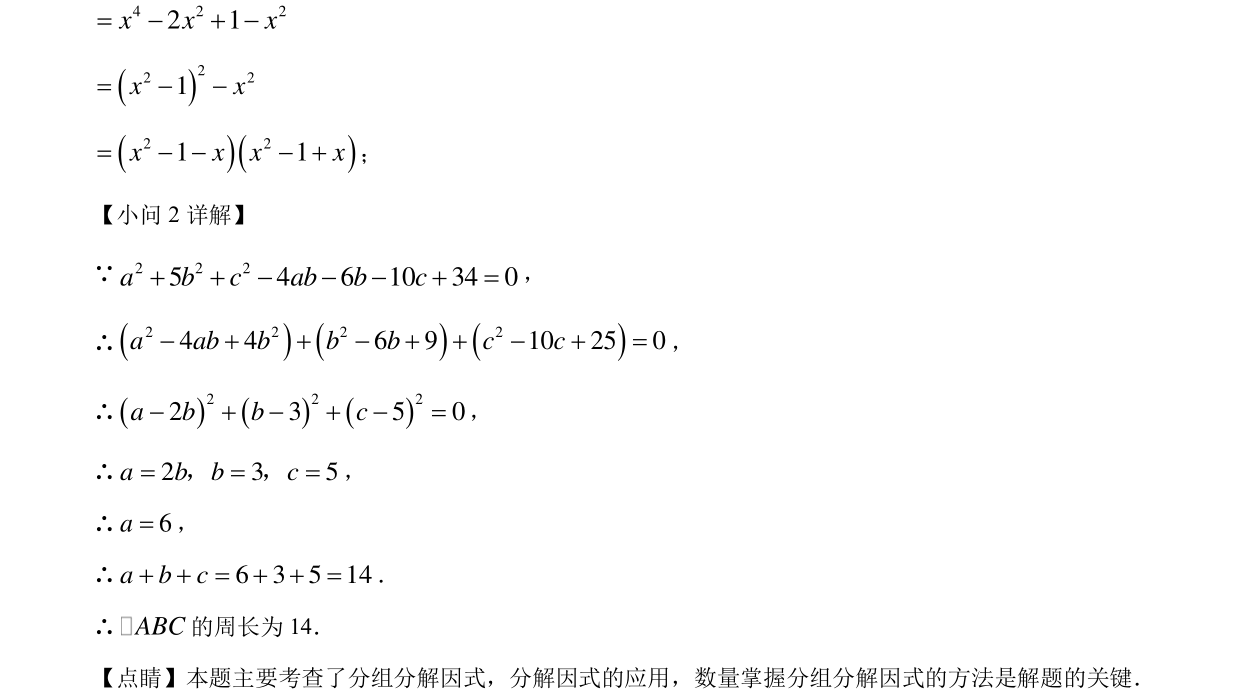 = x⁴ − 2x² + 1 − x²
= (x² − 1)² − x²
= (x² − 1 − x)(x² − 1 + x);
【小问 2 详解】
∵ a² + 5b² + c² − 4ab − 6b − 10c + 34 = 0，
∴ (a² − 4ab + 4b²) + (b² − 6b + 9) + (c² − 10c + 25) = 0，
∴ (a − 2b)² + (b − 3)² + (c − 5)² = 0，
∴ a = 2b，b = 3，c = 5，
∴ a = 6，
∴ a + b + c = 6 + 3 + 5 = 14．
∴ □ABC 的周长为 14．
【点睛】本题主要考查了分组分解因式，分解因式的应用，数量掌握分组分解因式的方法是解题的关键．